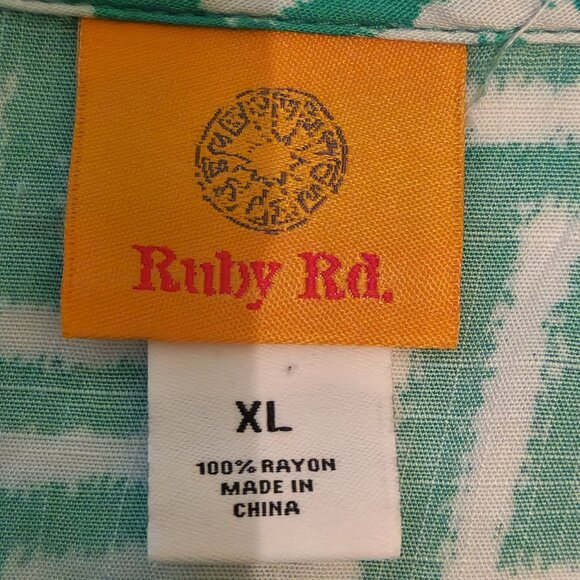 Ruby Rd.
XL
100% RAYON
MADE IN
CHINA